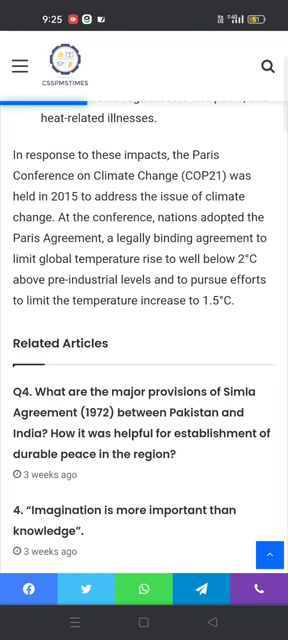 9:25
51
CSSPMSTIMES
heat-related illnesses.
In response to these impacts, the Paris
Conference on Climate Change (COP21) was
held in 2015 to address the issue of climate
change. At the conference, nations adopted the
Paris Agreement, a legally binding agreement to
limit global temperature rise to well below 2°C
above pre-industrial levels and to pursue efforts
to limit the temperature increase to 1.5°C.
Related Articles
Q4. What are the major provisions of Simla
Agreement (1972) between Pakistan and
India? How it was helpful for establishment of
durable peace in the region?
3 weeks ago
4. “Imagination is more important than
knowledge”.
3 weeks ago